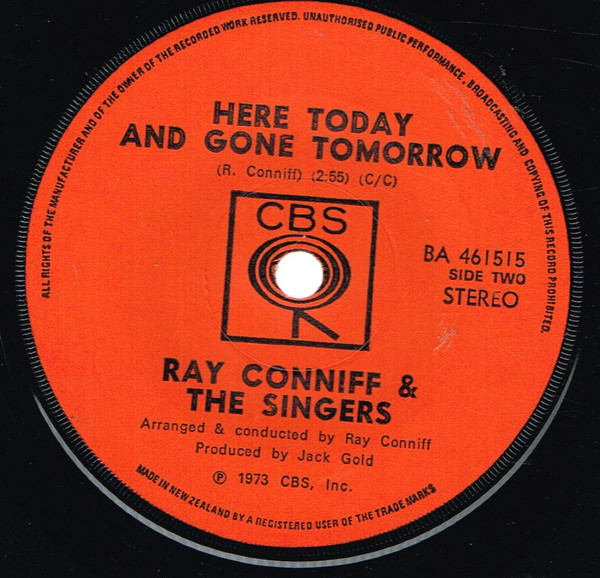 ALL RIGHTS OF THE MANUFACTURER AND OF THE OWNER OF THE RECORDED WORK RESERVED. UNAUTHORISED PUBLIC PERFORMANCE, BROADCASTING AND COPYING OF THIS RECORD PROHIBITED.
HERE TODAY
AND GONE TOMORROW
(R. Conniff) (2:55) (C/C)
CBS
BA 461515
SIDE TWO
STEREO
RAY CONNIFF &
THE SINGERS
Arranged & conducted by Ray Conniff
Produced by Jack Gold
℗ 1973 CBS, Inc.
MADE IN NEW ZEALAND BY A REGISTERED USER OF THE TRADE MARKS